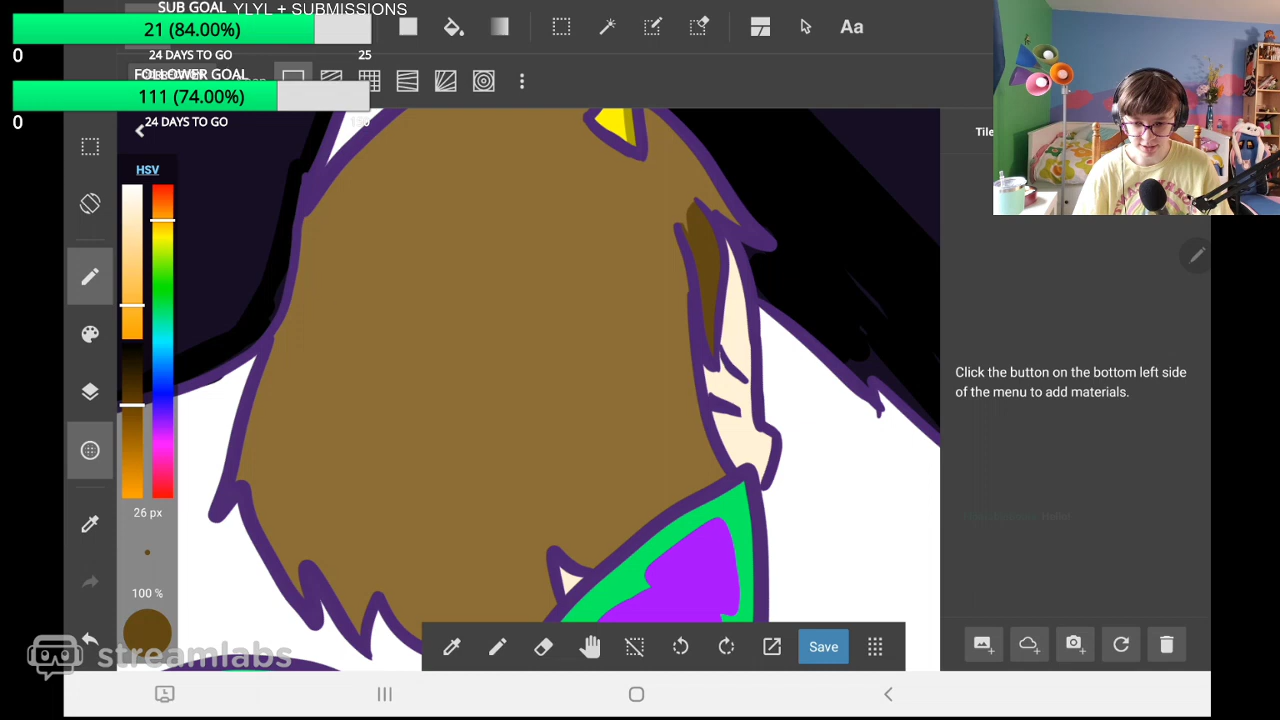 SUB GOAL
YLYL + SUBMISSIONS
21 (84.00%)
0
25
24 DAYS TO GO
FOLLOWER GOAL
111 (74.00%)
0
150
24 DAYS TO GO
Aa
HSV
Tile
Click the button on the bottom left side
of the menu to add materials.
26 px
100 %
Save
streamlabs